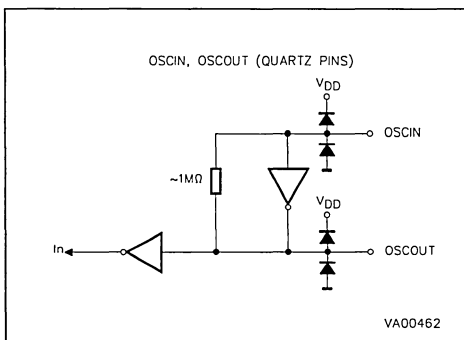 OSCIN, OSCOUT (QUARTZ PINS)
VDD
OSCIN
~1MΩ
VDD
In
OSCOUT
VA00462